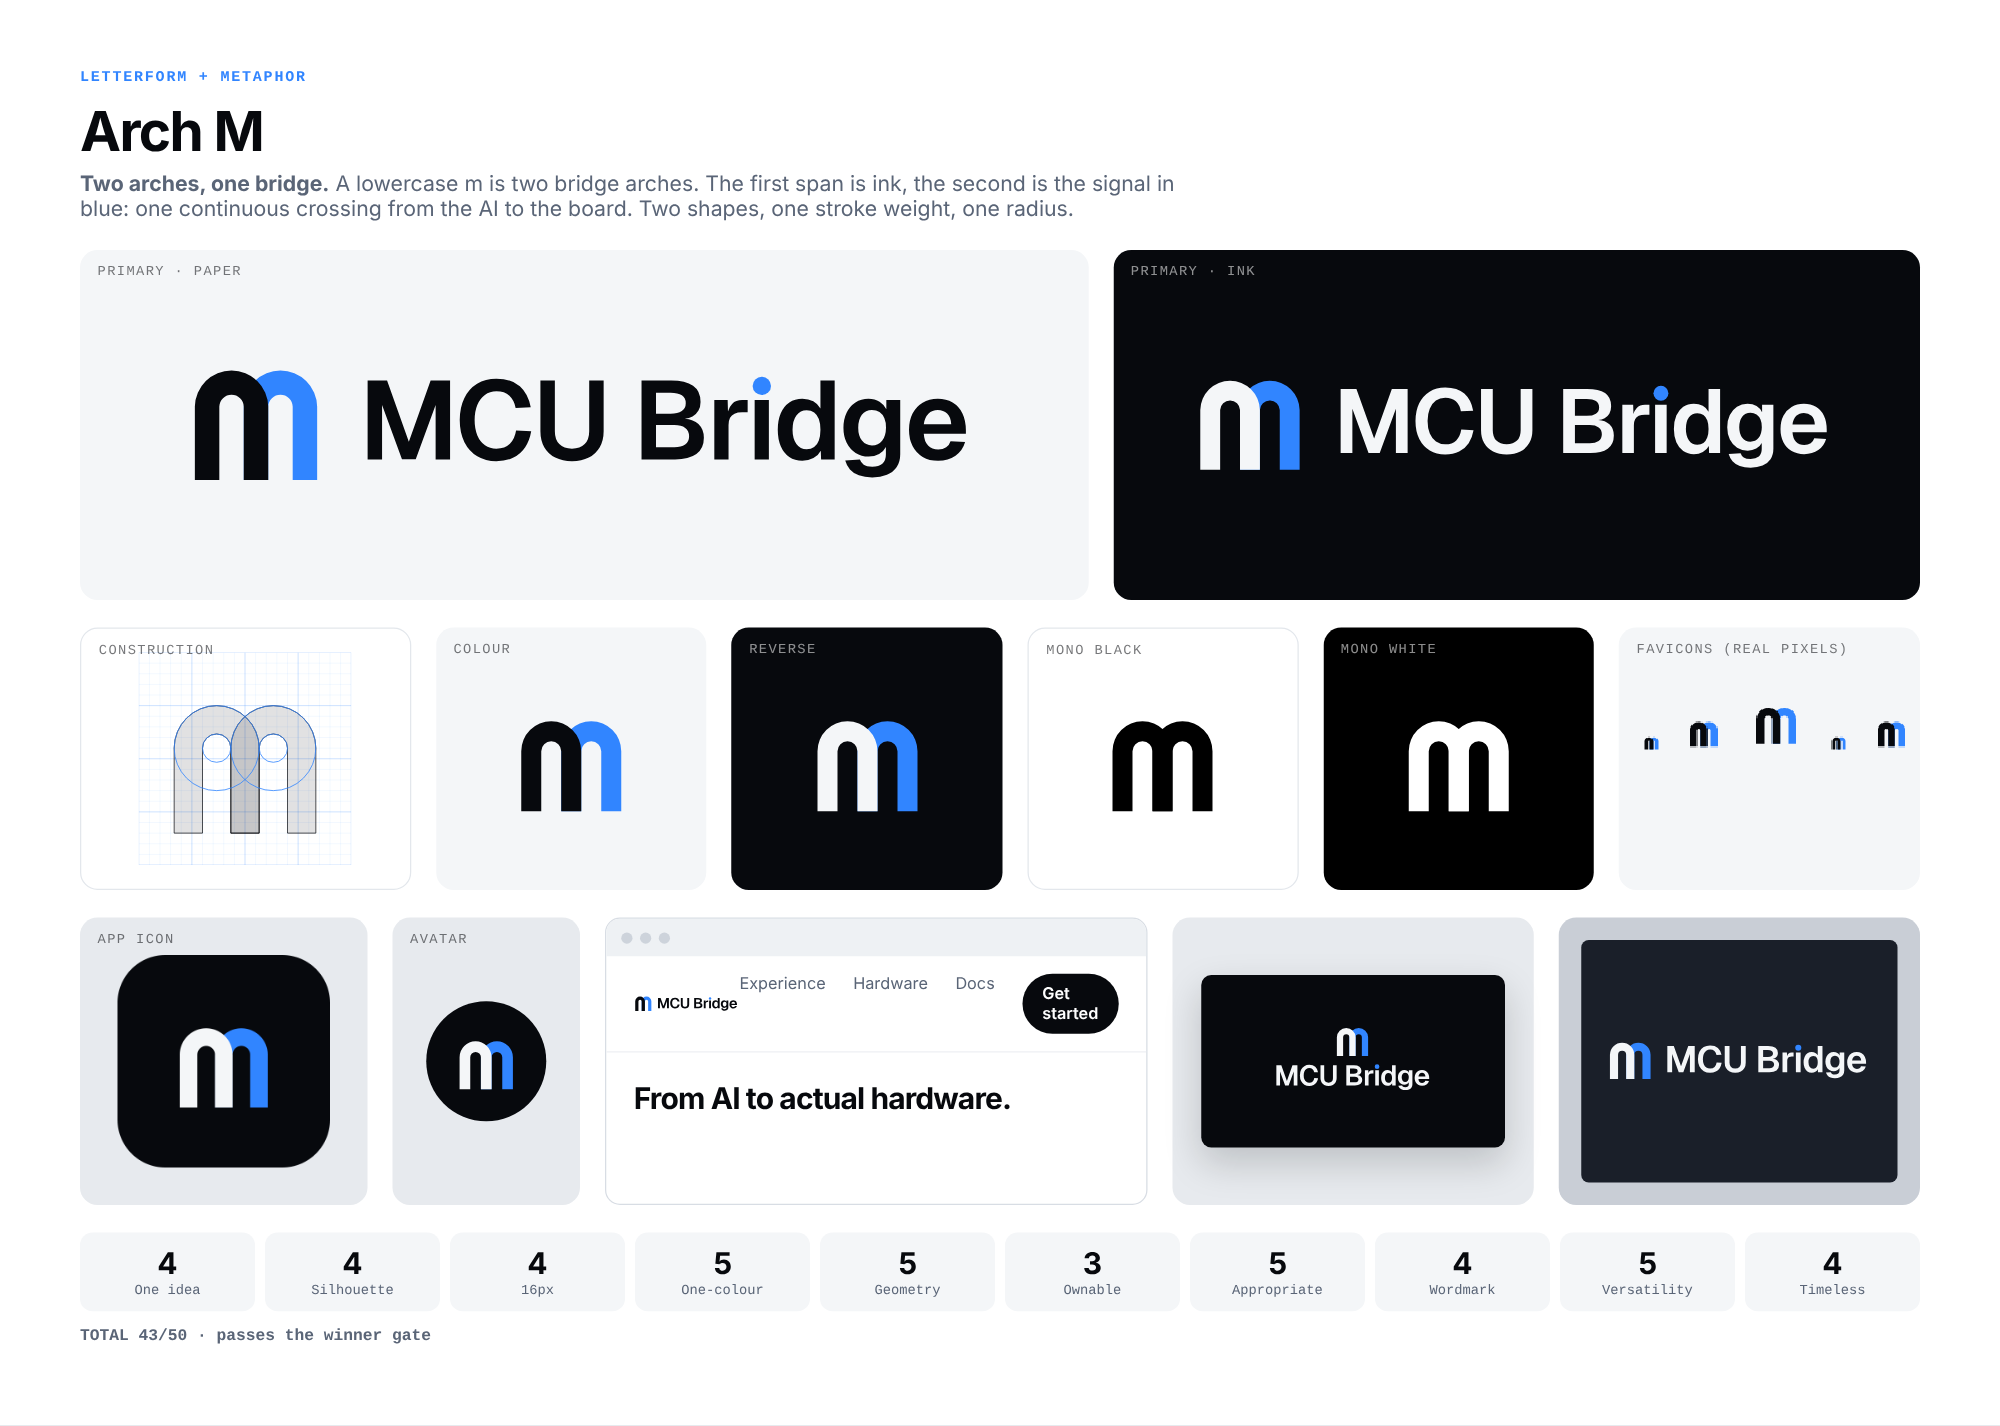 LETTERFORM + METAPHOR
Arch M
Two arches, one bridge. A lowercase m is two bridge arches. The first span is ink, the second is the signal in
blue: one continuous crossing from the AI to the board. Two shapes, one stroke weight, one radius.
PRIMARY · PAPER
m MCU Bridge
PRIMARY · INK
m MCU Bridge
CONSTRUCTION
m
COLOUR
m
REVERSE
m
MONO BLACK
m
MONO WHITE
m
FAVICONS (REAL PIXELS)
m m m m m
APP ICON
m
AVATAR
m
m MCU Bridge
Experience Hardware Docs
Get
started
From AI to actual hardware.
m
MCU Bridge
m MCU Bridge
4
One idea
4
Silhouette
4
16px
5
One-colour
5
Geometry
3
Ownable
5
Appropriate
4
Wordmark
5
Versatility
4
Timeless
TOTAL 43/50 · passes the winner gate